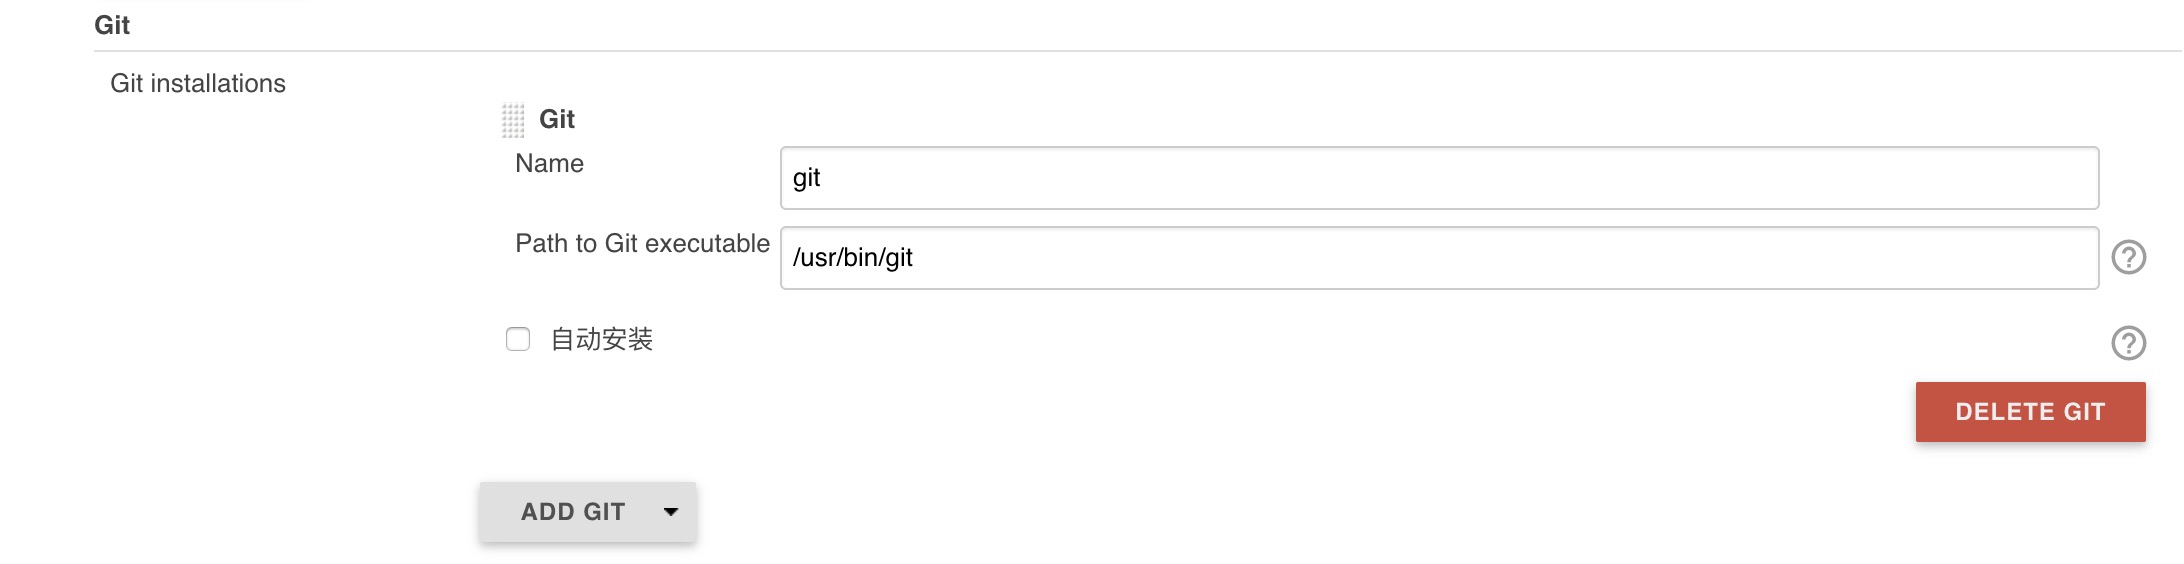 Git
Git installations
Git
Name
git
Path to Git executable
/usr/bin/git
?
自动安装
?
DELETE GIT
ADD GIT